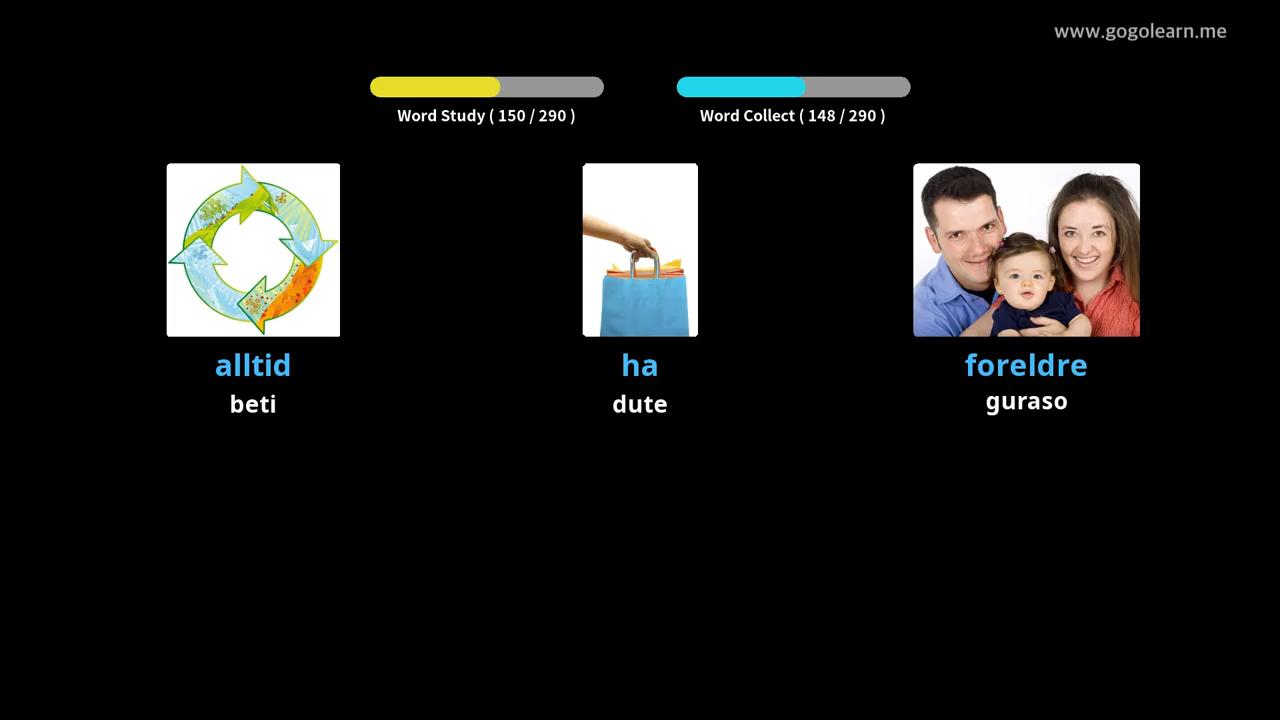 www.gogolearn.me
Word Study ( 150 / 290 )
Word Collect ( 148 / 290 )
alltid
beti
ha
dute
foreldre
guraso